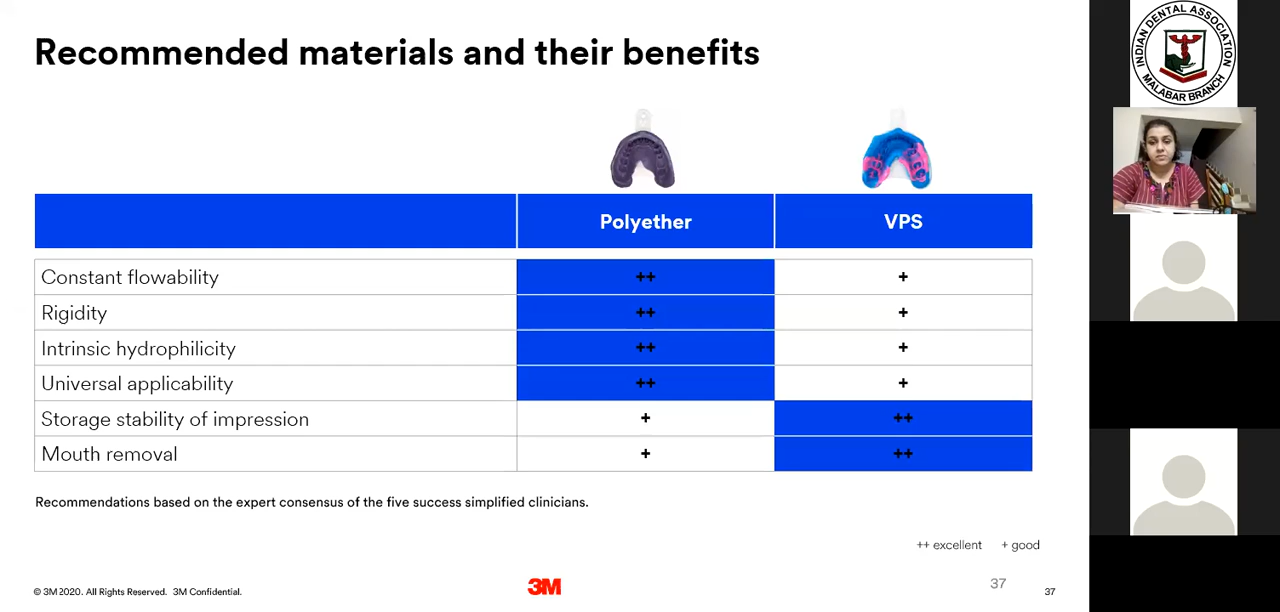 Recommended materials and their benefits
Polyether VPS
Constant flowability ++ +
Rigidity ++ +
Intrinsic hydrophilicity ++ +
Universal applicability ++ +
Storage stability of impression + ++
Mouth removal + ++
Recommendations based on the expert consensus of the five success simplified clinicians.
++ excellent + good
© 3M 2020. All Rights Reserved. 3M Confidential.
3M
37
37
INDIAN DENTAL ASSOCIATION
MALABAR BRANCH